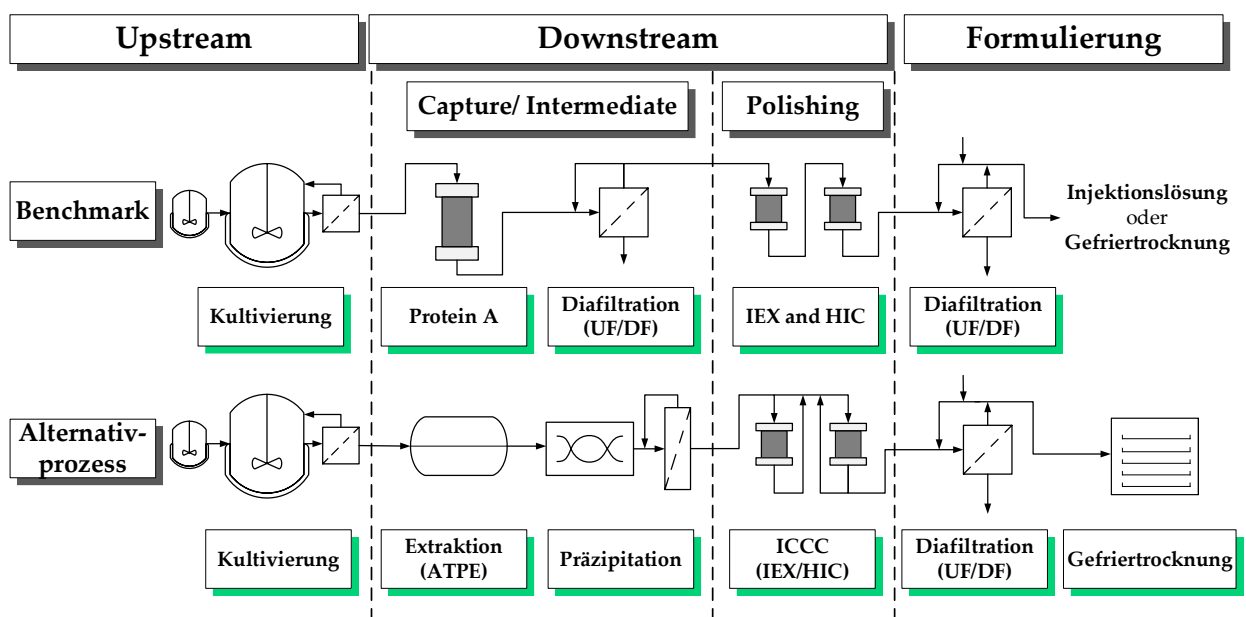 Upstream
Downstream
Formulierung
Capture/ Intermediate
Polishing
Benchmark
Injektionslösung
oder
Gefriertrocknung
Kultivierung
Protein A
Diafiltration
(UF/DF)
IEX and HIC
Diafiltration
(UF/DF)
Alternativ-
prozess
Kultivierung
Extraktion
(ATPE)
Präzipitation
ICCC
(IEX/HIC)
Diafiltration
(UF/DF)
Gefriertrocknung